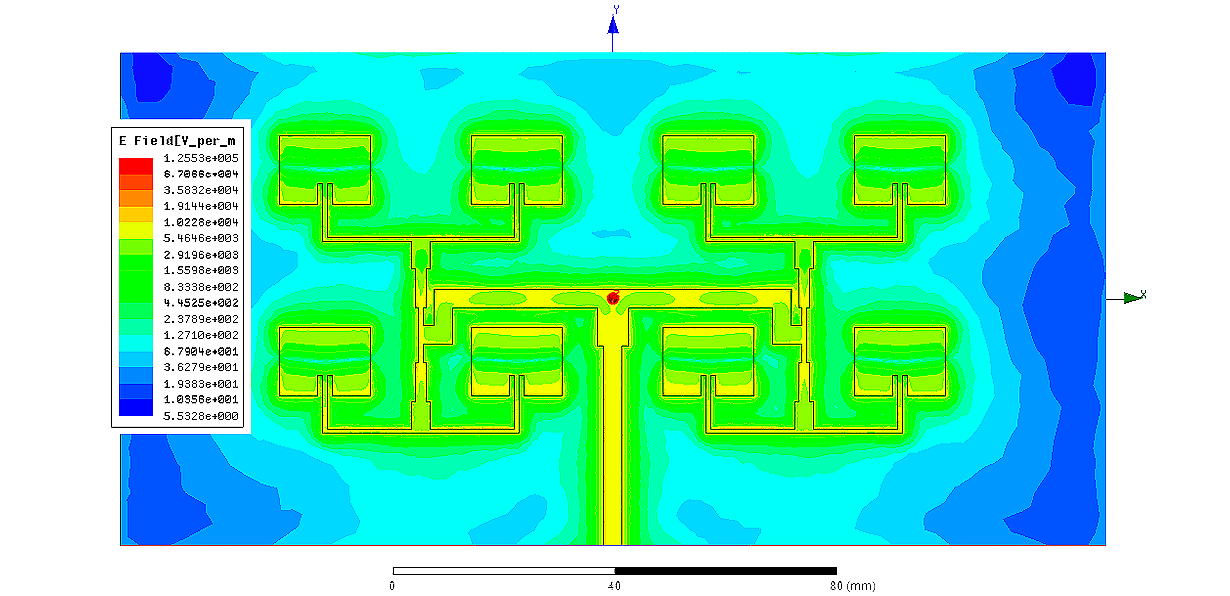 Y
E Field[V_per_m
1.2553e+005
6.7066e+004
3.5832e+004
1.9144e+004
1.0228e+004
5.4646e+003
2.9196e+003
1.5598e+003
8.3338e+002
4.4525e+002
2.3789e+002
1.2710e+002
6.7904e+001
3.6279e+001
1.9383e+001
1.0356e+001
5.5328e+000
X
0 40 80 (mm)